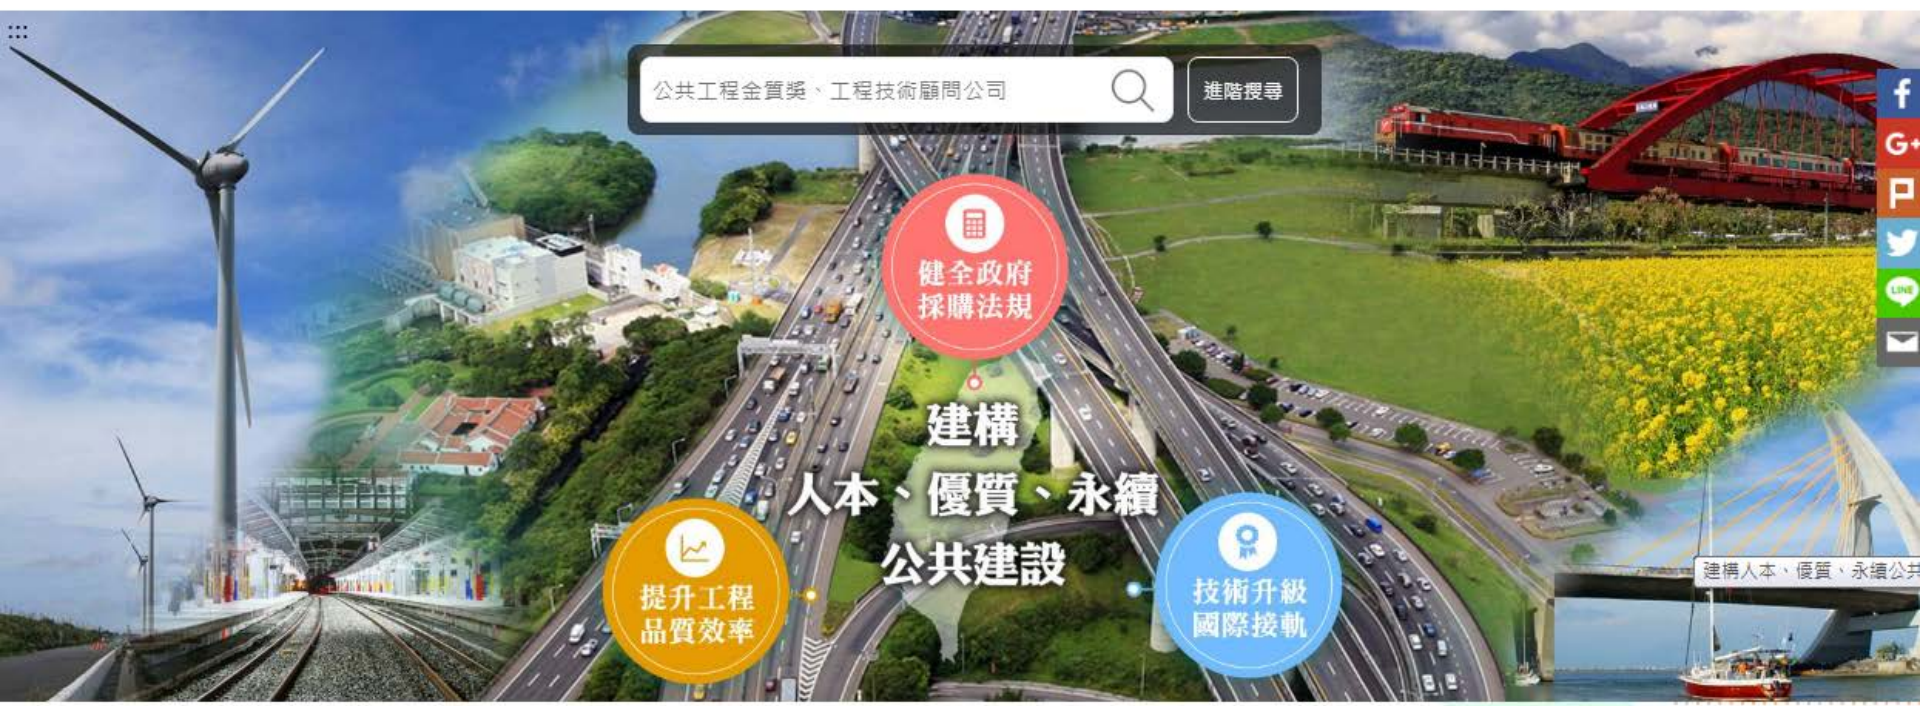 :::
公共工程金質獎、工程技術顧問公司
進階搜尋
f
G+
LINE
健全政府
採購法規
建構
人本、優質、永續
公共建設
提升工程
品質效率
技術升級
國際接軌
建構人本、優質、永續公共